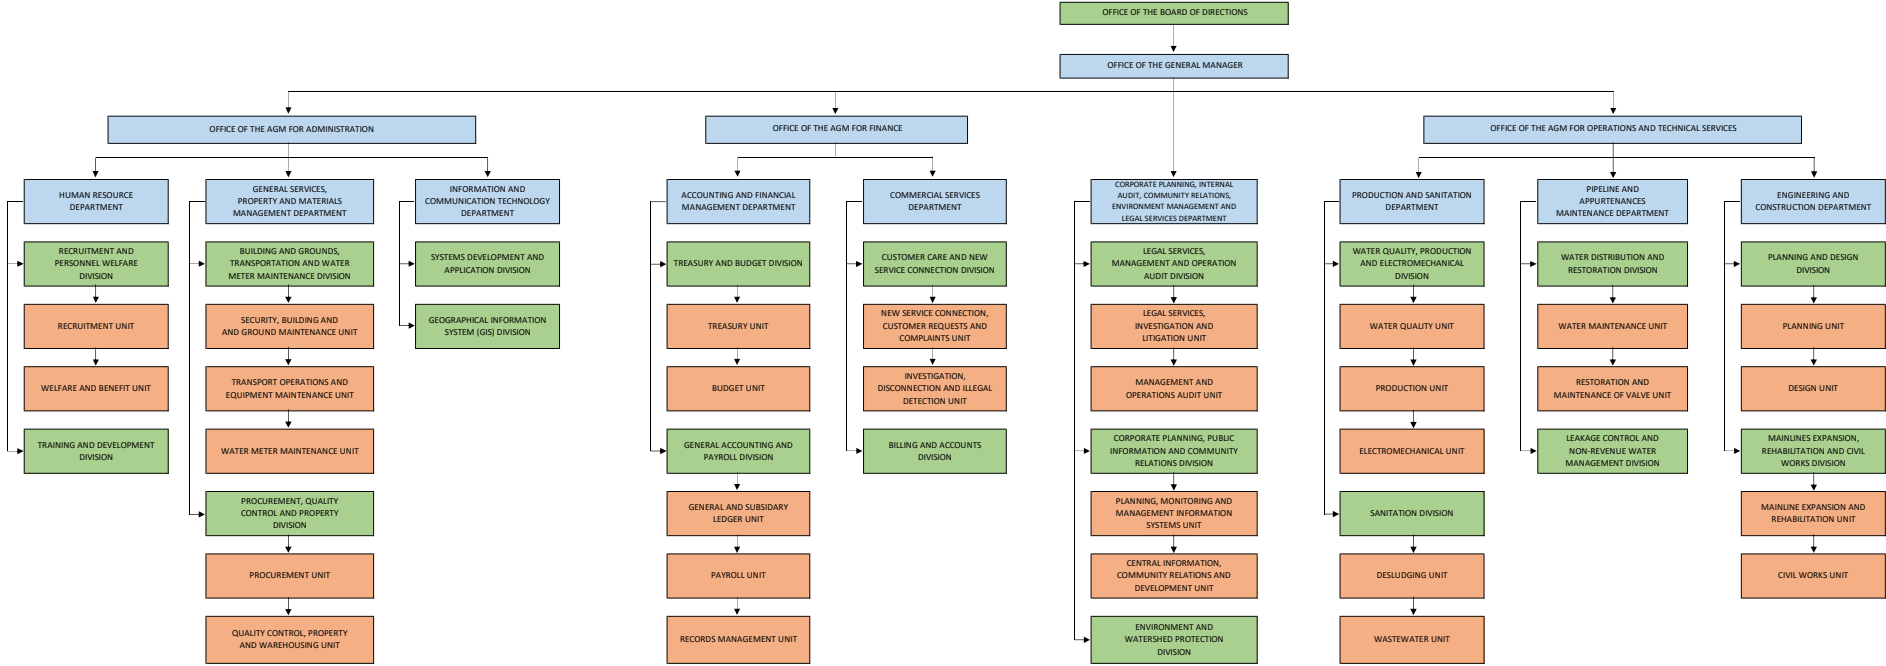 OFFICE OF THE BOARD OF DIRECTIONS
OFFICE OF THE GENERAL MANAGER
OFFICE OF THE AGM FOR ADMINISTRATION
OFFICE OF THE AGM FOR FINANCE
OFFICE OF THE AGM FOR OPERATIONS AND TECHNICAL SERVICES
HUMAN RESOURCE
DEPARTMENT
RECRUITMENT AND
PERSONNEL WELFARE
DIVISION
RECRUITMENT UNIT
WELFARE AND BENEFIT UNIT
TRAINING AND DEVELOPMENT
DIVISION
GENERAL SERVICES,
PROPERTY AND MATERIALS
MANAGEMENT DEPARTMENT
BUILDING AND GROUNDS,
TRANSPORTATION AND WATER
METER MAINTENANCE DIVISION
SECURITY, BUILDING AND
AND GROUND MAINTENANCE UNIT
TRANSPORT OPERATIONS AND
EQUIPMENT MAINTENANCE UNIT
WATER METER MAINTENANCE UNIT
PROCUREMENT, QUALITY
CONTROL AND PROPERTY
DIVISION
PROCUREMENT UNIT
QUALITY CONTROL, PROPERTY
AND WAREHOUSING UNIT
INFORMATION AND
COMMUNICATION TECHNOLOGY
DEPARTMENT
SYSTEMS DEVELOPMENT AND
APPLICATION DIVISION
GEOGRAPHICAL INFORMATION
SYSTEM (GIS) DIVISION
ACCOUNTING AND FINANCIAL
MANAGEMENT DEPARTMENT
TREASURY AND BUDGET DIVISION
TREASURY UNIT
BUDGET UNIT
GENERAL ACCOUNTING AND
PAYROLL DIVISION
GENERAL AND SUBSIDARY
LEDGER UNIT
PAYROLL UNIT
RECORDS MANAGEMENT UNIT
COMMERCIAL SERVICES
DEPARTMENT
CUSTOMER CARE AND NEW
SERVICE CONNECTION DIVISION
NEW SERVICE CONNECTION,
CUSTOMER REQUESTS AND
COMPLAINTS UNIT
INVESTIGATION,
DISCONNECTION AND ILLEGAL
DETECTION UNIT
BILLING AND ACCOUNTS
DIVISION
CORPORATE PLANNING, INTERNAL
AUDIT, COMMUNITY RELATIONS,
ENVIRONMENT MANAGEMENT AND
LEGAL SERVICES DEPARTMENT
LEGAL SERVICES,
MANAGEMENT AND OPERATION
AUDIT DIVISION
LEGAL SERVICES,
INVESTIGATION AND
LITIGATION UNIT
MANAGEMENT AND
OPERATIONS AUDIT UNIT
CORPORATE PLANNING, PUBLIC
INFORMATION AND COMMUNITY
RELATIONS DIVISION
PLANNING, MONITORING AND
MANAGEMENT INFORMATION
SYSTEMS UNIT
CENTRAL INFORMATION,
COMMUNITY RELATIONS AND
DEVELOPMENT UNIT
ENVIRONMENT AND
WATERSHED PROTECTION
DIVISION
PRODUCTION AND SANITATION
DEPARTMENT
WATER QUALITY, PRODUCTION
AND ELECTROMECHANICAL
DIVISION
WATER QUALITY UNIT
PRODUCTION UNIT
ELECTROMECHANICAL UNIT
SANITATION DIVISION
DESLUDGING UNIT
WASTEWATER UNIT
PIPELINE AND
APPURTENANCES
MAINTENANCE DEPARTMENT
WATER DISTRIBUTION AND
RESTORATION DIVISION
WATER MAINTENANCE UNIT
RESTORATION AND
MAINTENANCE OF VALVE UNIT
LEAKAGE CONTROL AND
NON-REVENUE WATER
MANAGEMENT DIVISION
ENGINEERING AND
CONSTRUCTION DEPARTMENT
PLANNING AND DESIGN
DIVISION
PLANNING UNIT
DESIGN UNIT
MAINLINES EXPANSION,
REHABILITATION AND CIVIL
WORKS DIVISION
MAINLINE EXPANSION AND
REHABILITATION UNIT
CIVIL WORKS UNIT